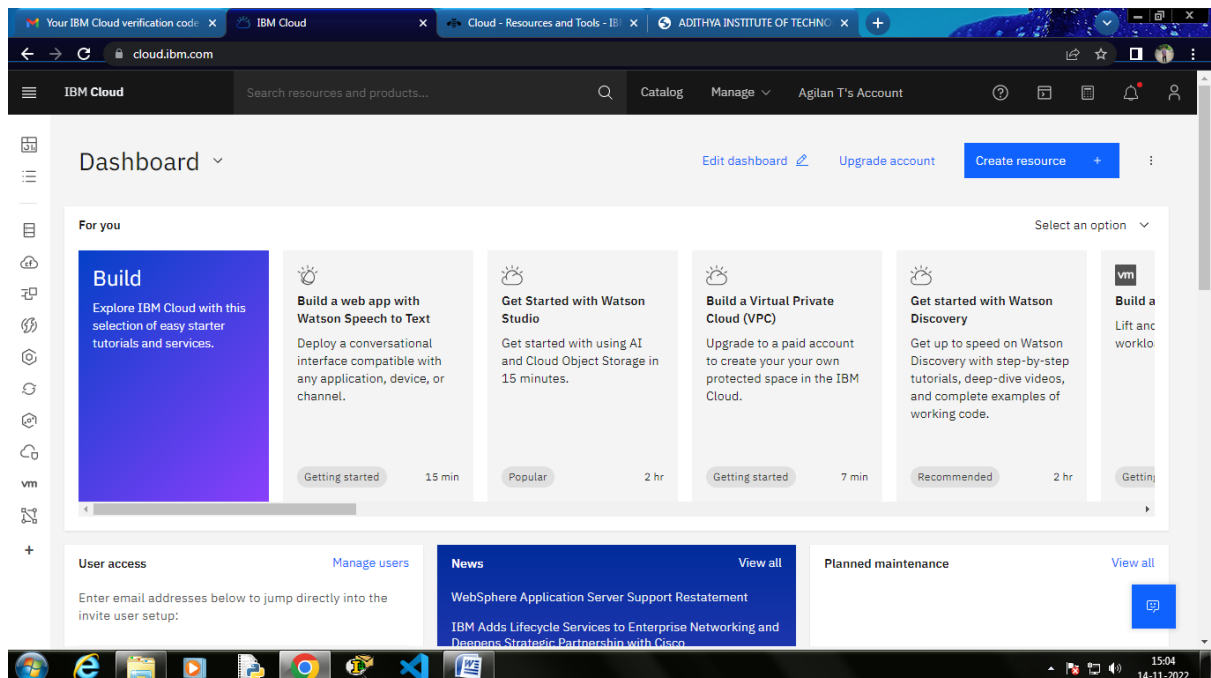 Your IBM Cloud verification code
IBM Cloud
Cloud - Resources and Tools - IB
ADITHYA INSTITUTE OF TECHNO
cloud.ibm.com
IBM Cloud
Search resources and products...
Catalog
Manage
Agilan T's Account
Dashboard
Edit dashboard
Upgrade account
Create resource +
For you
Select an option
Build
Explore IBM Cloud with this
selection of easy starter
tutorials and services.
Build a web app with
Watson Speech to Text
Deploy a conversational
interface compatible with
any application, device, or
channel.
Getting started
15 min
Get Started with Watson
Studio
Get started with using AI
and Cloud Object Storage in
15 minutes.
Popular
2 hr
Build a Virtual Private
Cloud (VPC)
Upgrade to a paid account
to create your your own
protected space in the IBM
Cloud.
Getting started
7 min
Get started with Watson
Discovery
Get up to speed on Watson
Discovery with step-by-step
tutorials, deep-dive videos,
and complete examples of
working code.
Recommended
2 hr
vm
Build a
Lift and
worklo
Getting
cf
vm
User access
Manage users
Enter email addresses below to jump directly into the
invite user setup:
News
View all
WebSphere Application Server Support Restatement
IBM Adds Lifecycle Services to Enterprise Networking and
Deepens Strategic Partnership with Cisco
Planned maintenance
View all
15:04
14-11-2022